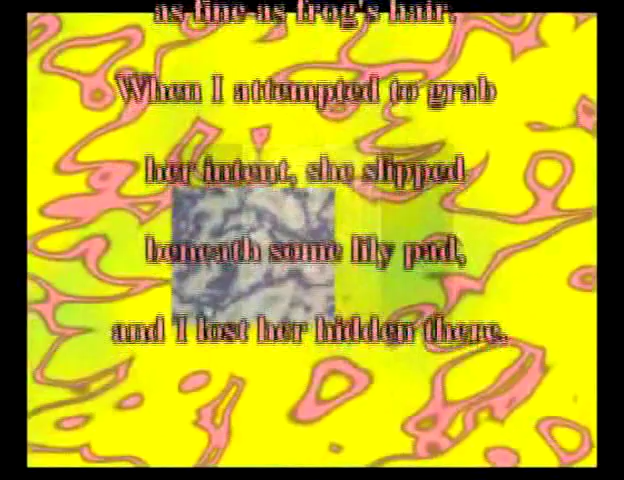 as fine as frog's hair.
When I attempted to grab
her intent, she slipped
beneath some lily pad,
and I lost her hidden there.